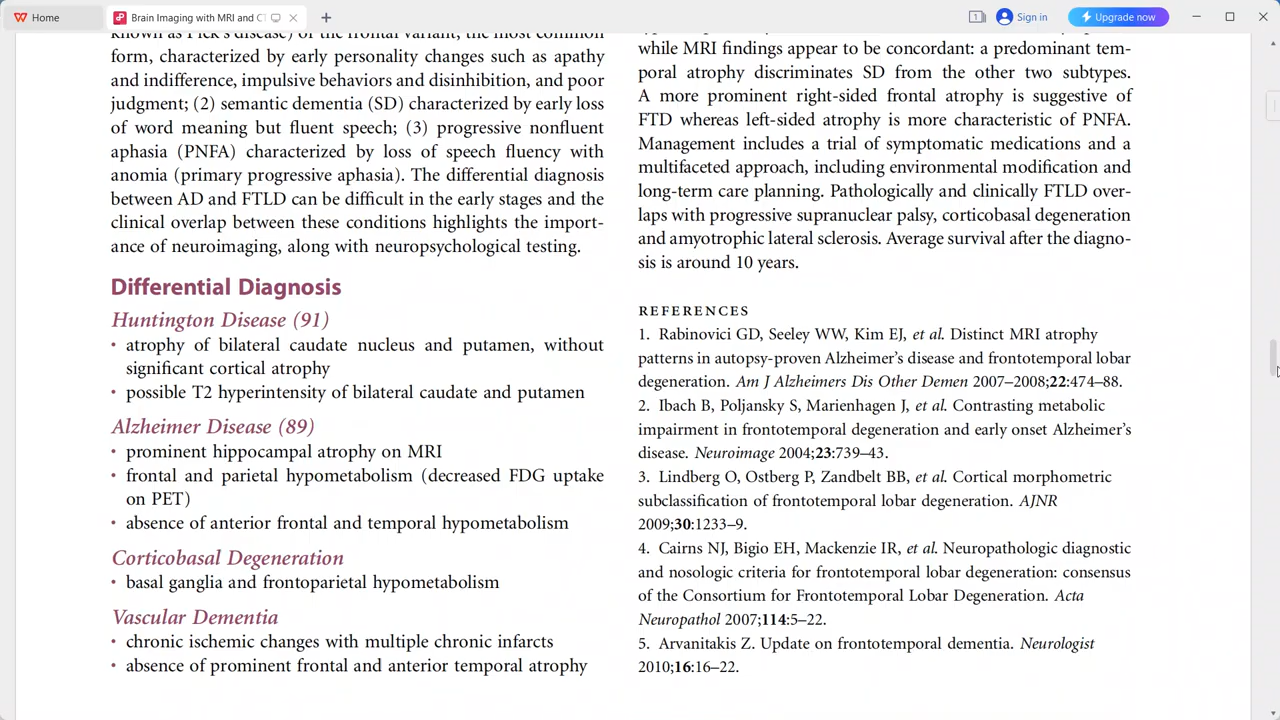 Home
Brain Imaging with MRI and C
Sign in
Upgrade now
known as Pick's disease) or the frontal variant, the most common
form, characterized by early personality changes such as apathy
and indifference, impulsive behaviors and disinhibition, and poor
judgment; (2) semantic dementia (SD) characterized by early loss
of word meaning but fluent speech; (3) progressive nonfluent
aphasia (PNFA) characterized by loss of speech fluency with
anomia (primary progressive aphasia). The differential diagnosis
between AD and FTLD can be difficult in the early stages and the
clinical overlap between these conditions highlights the import-
ance of neuroimaging, along with neuropsychological testing.
Differential Diagnosis
Huntington Disease (91)
• atrophy of bilateral caudate nucleus and putamen, without
significant cortical atrophy
• possible T2 hyperintensity of bilateral caudate and putamen
Alzheimer Disease (89)
• prominent hippocampal atrophy on MRI
• frontal and parietal hypometabolism (decreased FDG uptake
on PET)
• absence of anterior frontal and temporal hypometabolism
Corticobasal Degeneration
• basal ganglia and frontoparietal hypometabolism
Vascular Dementia
• chronic ischemic changes with multiple chronic infarcts
• absence of prominent frontal and anterior temporal atrophy
while MRI findings appear to be concordant: a predominant tem-
poral atrophy discriminates SD from the other two subtypes.
A more prominent right-sided frontal atrophy is suggestive of
FTD whereas left-sided atrophy is more characteristic of PNFA.
Management includes a trial of symptomatic medications and a
multifaceted approach, including environmental modification and
long-term care planning. Pathologically and clinically FTLD over-
laps with progressive supranuclear palsy, corticobasal degeneration
and amyotrophic lateral sclerosis. Average survival after the diagno-
sis is around 10 years.
REFERENCES
1. Rabinovici GD, Seeley WW, Kim EJ, et al. Distinct MRI atrophy
patterns in autopsy-proven Alzheimer's disease and frontotemporal lobar
degeneration. Am J Alzheimers Dis Other Demen 2007–2008;22:474–88.
2. Ibach B, Poljansky S, Marienhagen J, et al. Contrasting metabolic
impairment in frontotemporal degeneration and early onset Alzheimer's
disease. Neuroimage 2004;23:739–43.
3. Lindberg O, Ostberg P, Zandbelt BB, et al. Cortical morphometric
subclassification of frontotemporal lobar degeneration. AJNR
2009;30:1233–9.
4. Cairns NJ, Bigio EH, Mackenzie IR, et al. Neuropathologic diagnostic
and nosologic criteria for frontotemporal lobar degeneration: consensus
of the Consortium for Frontotemporal Lobar Degeneration. Acta
Neuropathol 2007;114:5–22.
5. Arvanitakis Z. Update on frontotemporal dementia. Neurologist
2010;16:16–22.